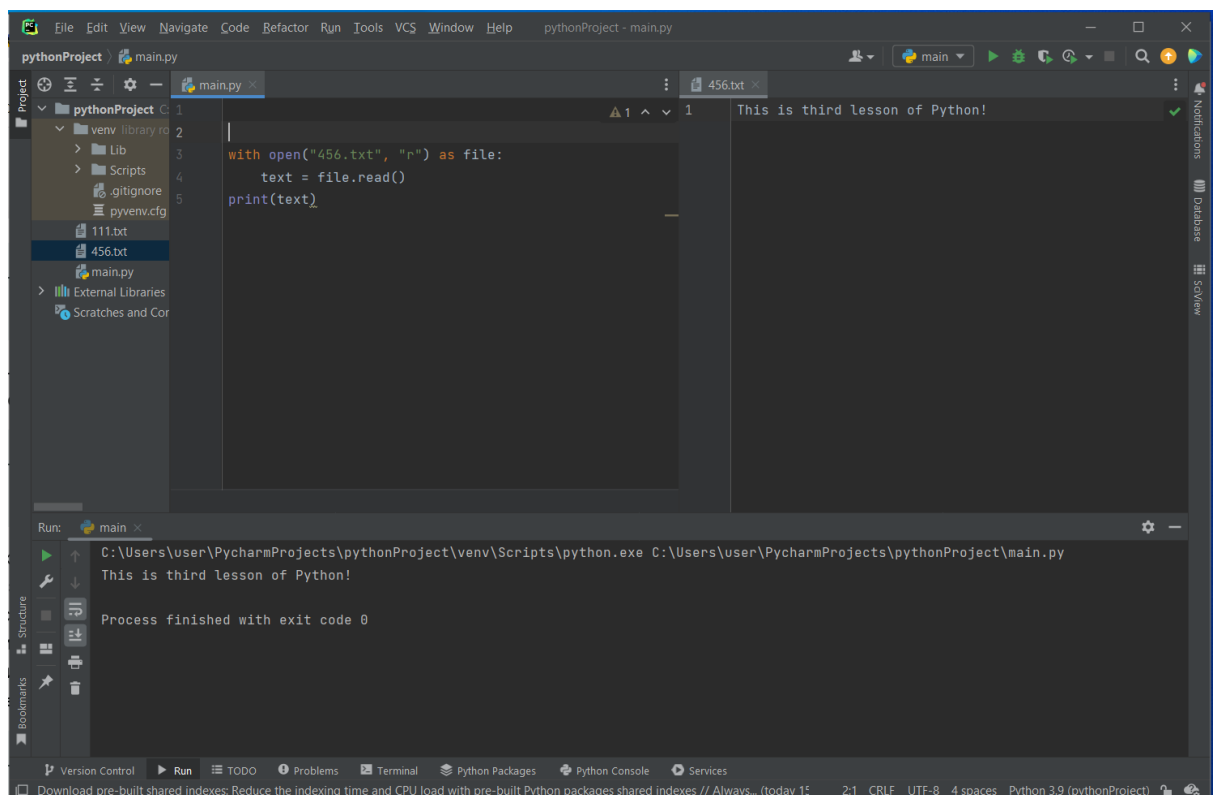 PC File Edit View Navigate Code Refactor Run Tools VCS Window Help pythonProject - main.py
pythonProject main.py main
Project
main.py
456.txt
pythonProject C:
venv library ro
Lib
Scripts
.gitignore
pyvenv.cfg
111.txt
456.txt
main.py
External Libraries
Scratches and Cor
1
2
3 with open("456.txt", "r") as file:
4 text = file.read()
5 print(text)
1
1 This is third lesson of Python!
Notifications
Database
SciView
Run: main
C:\Users\user\PycharmProjects\pythonProject\venv\Scripts\python.exe C:\Users\user\PycharmProjects\pythonProject\main.py
This is third lesson of Python!
Process finished with exit code 0
Structure
Bookmarks
Version Control Run TODO Problems Terminal Python Packages Python Console Services
Download pre-built shared indexes: Reduce the indexing time and CPU load with pre-built Python packages shared indexes // Always... (today 15 2:1 CRLF UTF-8 4 spaces Python 3.9 (pythonProject)